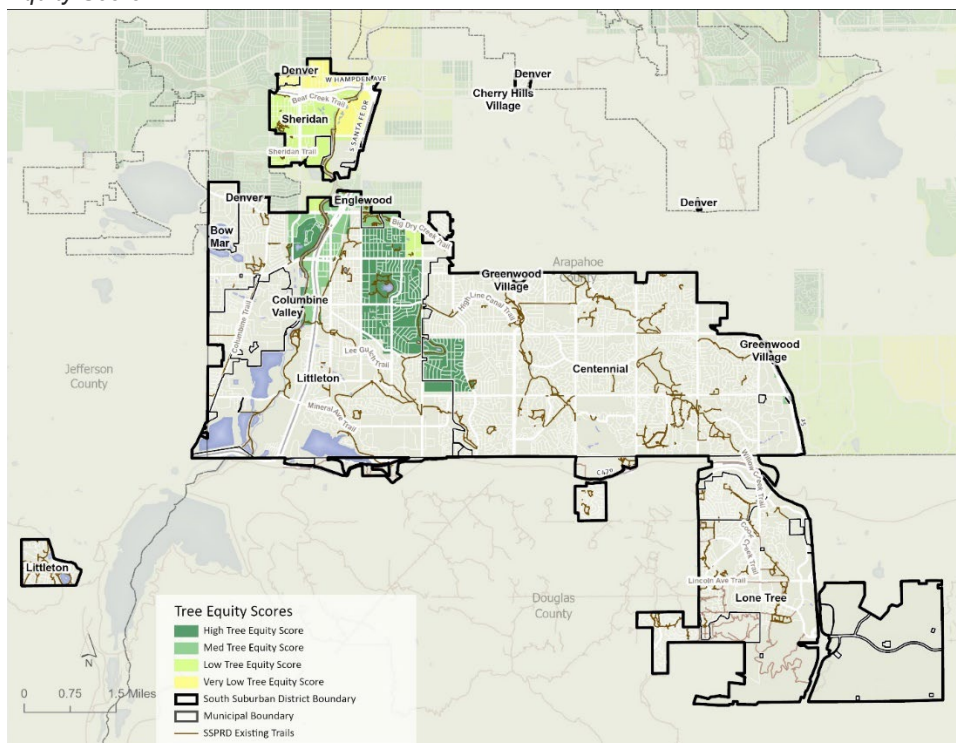 Equity Score
Denver
W HAMPDEN AVE
Bear Creek Trail
Sheridan
S SANTA FE DR
Sheridan Trail
Denver
Cherry Hills
Village
Denver
Denver
Englewood
Bow
Mar
Big Dry Creek Trail
Arapahoe
County
Greenwood
Village
High Line Canal Trail
Columbine
Valley
Columbine Trail
Lee Gulch Trail
Greenwood
Village
Jefferson
County
Centennial
Littleton
Mineral Ave Trail
C470
Willow Creek Trail
Littleton
Lincoln Ave Trail
Lone Tree
Douglas
County
Tree Equity Scores
High Tree Equity Score
Med Tree Equity Score
Low Tree Equity Score
Very Low Tree Equity Score
South Suburban District Boundary
Municipal Boundary
SSPRD Existing Trails
N
0 0.75 1.5 Miles